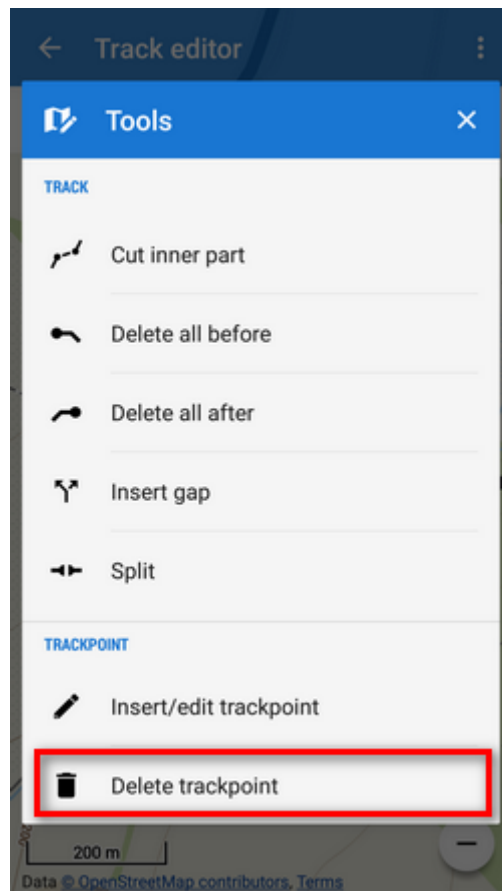 Track editor
Tools
TRACK
Cut inner part
Delete all before
Delete all after
Insert gap
Split
TRACKPOINT
Insert/edit trackpoint
Delete trackpoint
200
200 m
Data © OpenStreetMap contributors, Terms